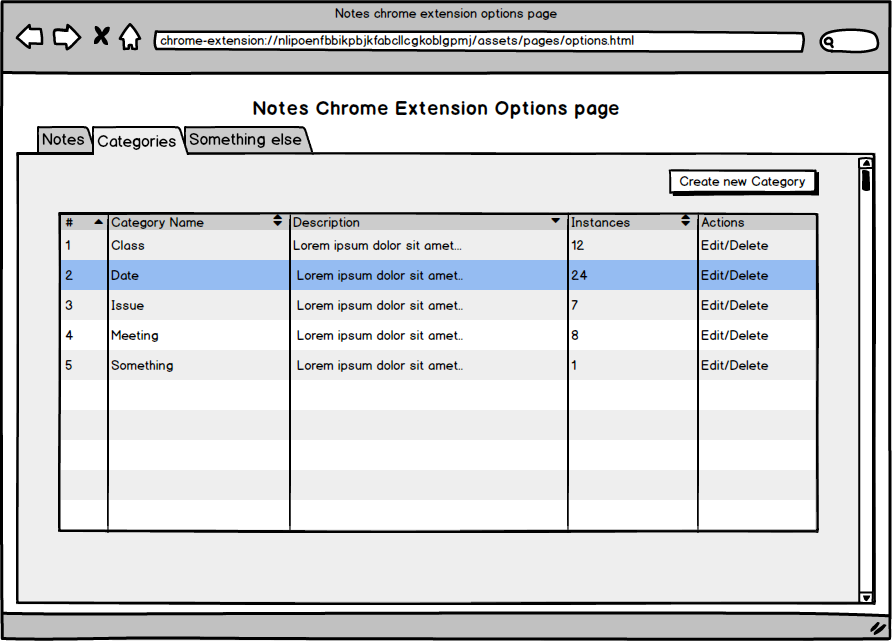 Notes chrome extension options page
chrome-extension://nlipoenfbbikpbjkfabcllcgkoblgpmj/assets/pages/options.html
Notes Chrome Extension Options page
Notes Categories Something else
Create new Category
# Category Name Description Instances Actions
1 Class Lorem ipsum dolor sit amet... 12 Edit/Delete
2 Date Lorem ipsum dolor sit amet.. 24 Edit/Delete
3 Issue Lorem ipsum dolor sit amet.. 7 Edit/Delete
4 Meeting Lorem ipsum dolor sit amet.. 8 Edit/Delete
5 Something Lorem ipsum dolor sit amet.. 1 Edit/Delete